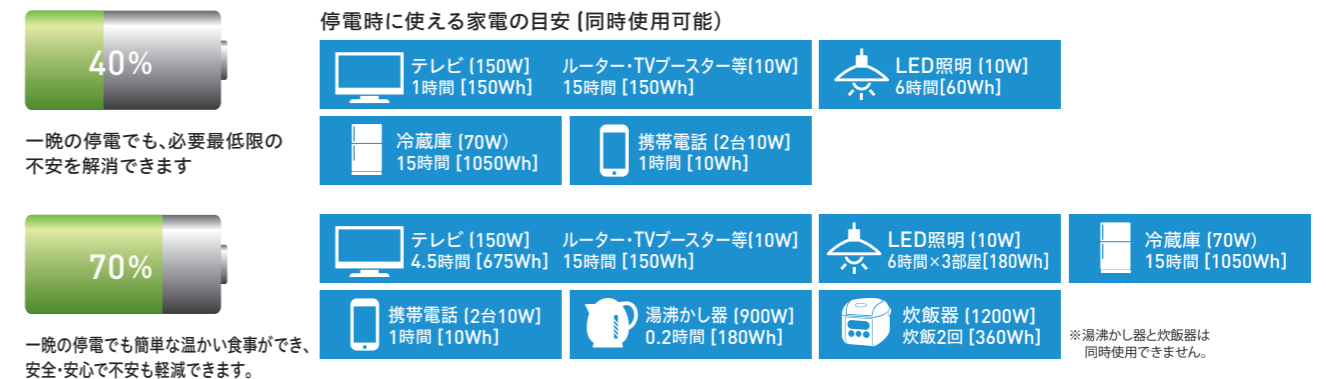 停電時に使える家電の目安 [同時使用可能)
40%
一晩の停電でも、必要最低限の
不安を解消できます
テレビ [150W]
1時間 [150Wh]
ルーター・TVブースター等[10W]
15時間 [150Wh]
LED照明 [10W]
6時間[60Wh]
冷蔵庫 [70W)
15時間 [1050Wh]
携帯電話 [2台10W]
1時間 [10Wh]
70%
一晩の停電でも簡単な温かい食事ができ、
安全・安心で不安も軽減できます。
テレビ [150W]
4.5時間 [675Wh]
ルーター・TVブースター等[10W]
15時間 [150Wh]
LED照明 [10W]
6時間×3部屋[180Wh]
冷蔵庫 [70W)
15時間 [1050Wh]
携帯電話 [2台10W]
1時間 [10Wh]
湯沸かし器 [900W]
0.2時間 [180Wh]
炊飯器 [1200W]
炊飯2回 [360Wh]
※湯沸かし器と炊飯器は
同時使用できません。